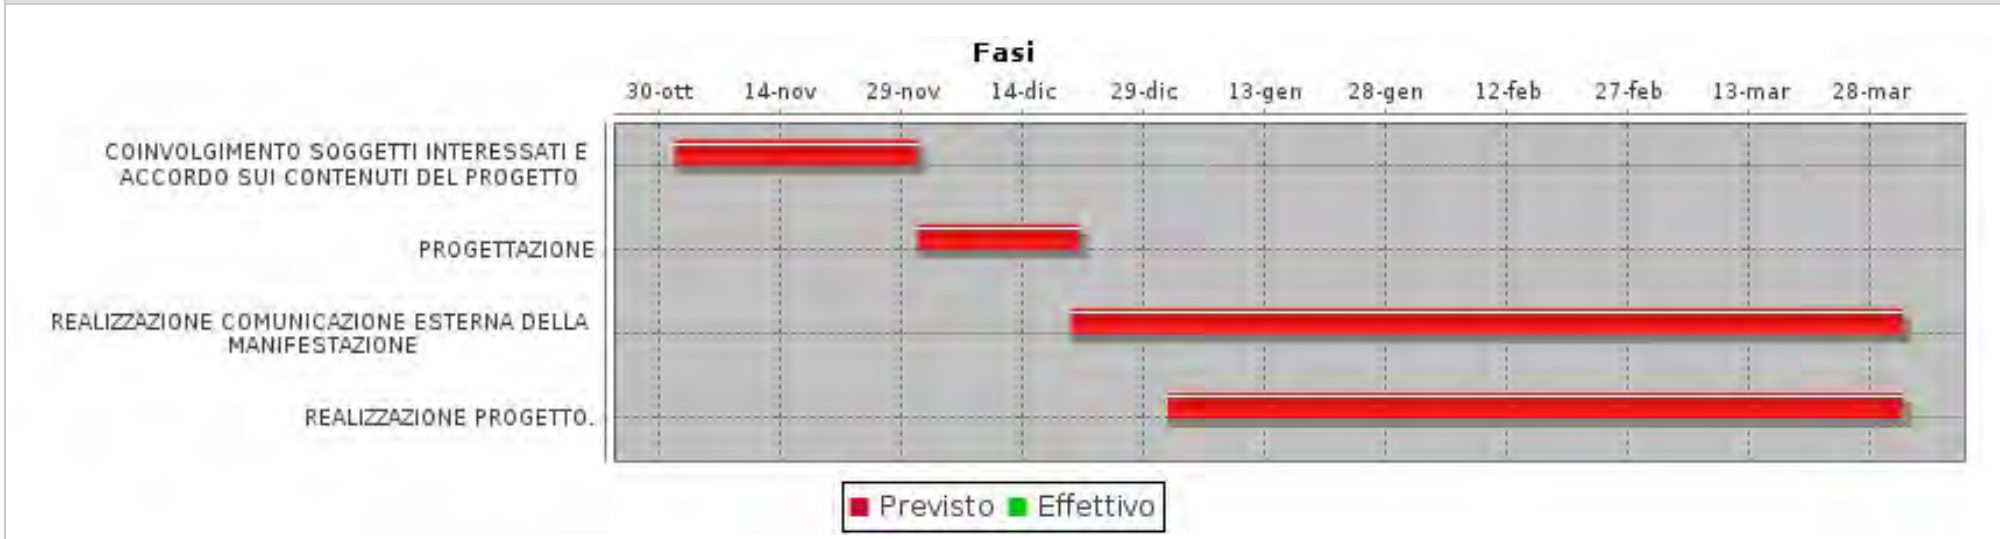 Fasi
30-ott 14-nov 29-nov 14-dic 29-dic 13-gen 28-gen 12-feb 27-feb 13-mar 28-mar
COINVOLGIMENTO SOGGETTI INTERESSATI E
ACCORDO SUI CONTENUTI DEL PROGETTO
PROGETTAZIONE
REALIZZAZIONE COMUNICAZIONE ESTERNA DELLA
MANIFESTAZIONE
REALIZZAZIONE PROGETTO.
Previsto Effettivo